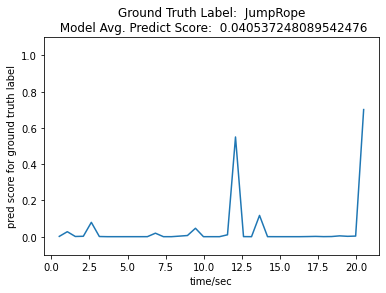 Ground Truth Label:  JumpRope
Model Avg. Predict Score:  0.040537248089542476
1.0
0.8
0.6
0.4
0.2
0.0
pred score for ground truth label
0.0 2.5 5.0 7.5 10.0 12.5 15.0 17.5 20.0
time/sec